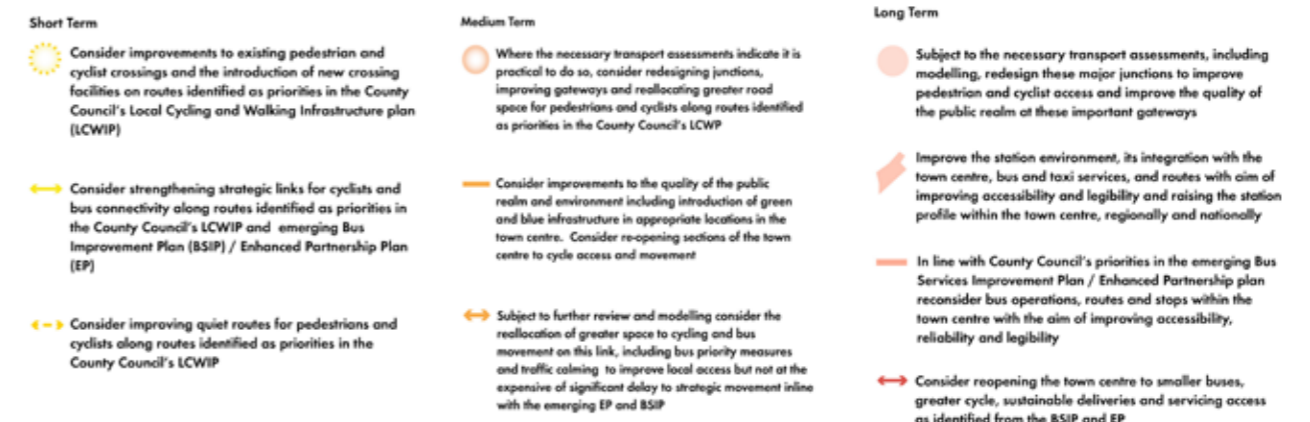 Short Term
Consider improvements to existing pedestrian and
cyclist crossings and the introduction of new crossing
facilities on routes identified as priorities in the County
Council's Local Cycling and Walking Infrastructure plan
(LCWIP)
Consider strengthening strategic links for cyclists and
bus connectivity along routes identified as priorities in
the County Council's LCWIP and emerging Bus
Improvement Plan (BSIP) / Enhanced Partnership Plan
(EP)
Consider improving quiet routes for pedestrians and
cyclists along routes identified as priorities in the
County Council's LCWIP
Medium Term
Where the necessary transport assessments indicate it is
practical to do so, consider redesigning junctions,
improving gateways and reallocating greater road
space for pedestrians and cyclists along routes identified
as priorities in the County Council's LCWP
Consider improvements to the quality of the public
realm and environment including introduction of green
and blue infrastructure in appropriate locations in the
town centre. Consider re-opening sections of the town
centre to cycle access and movement
Subject to further review and modelling consider the
reallocation of greater space to cycling and bus
movement on this link, including bus priority measures
and traffic calming to improve local access but not at the
expensive of significant delay to strategic movement inline
with the emerging EP and BSIP
Long Term
Subject to the necessary transport assessments, including
modelling, redesign these major junctions to improve
pedestrian and cyclist access and improve the quality of
the public realm at these important gateways
Improve the station environment, its integration with the
town centre, bus and taxi services, and routes with aim of
improving accessibility and legibility and raising the station
profile within the town centre, regionally and nationally
In line with County Council's priorities in the emerging Bus
Services Improvement Plan / Enhanced Partnership plan
reconsider bus operations, routes and stops within the
town centre with the aim of improving accessibility,
reliability and legibility
Consider reopening the town centre to smaller buses,
greater cycle, sustainable deliveries and servicing access
as identified from the BSIP and EP